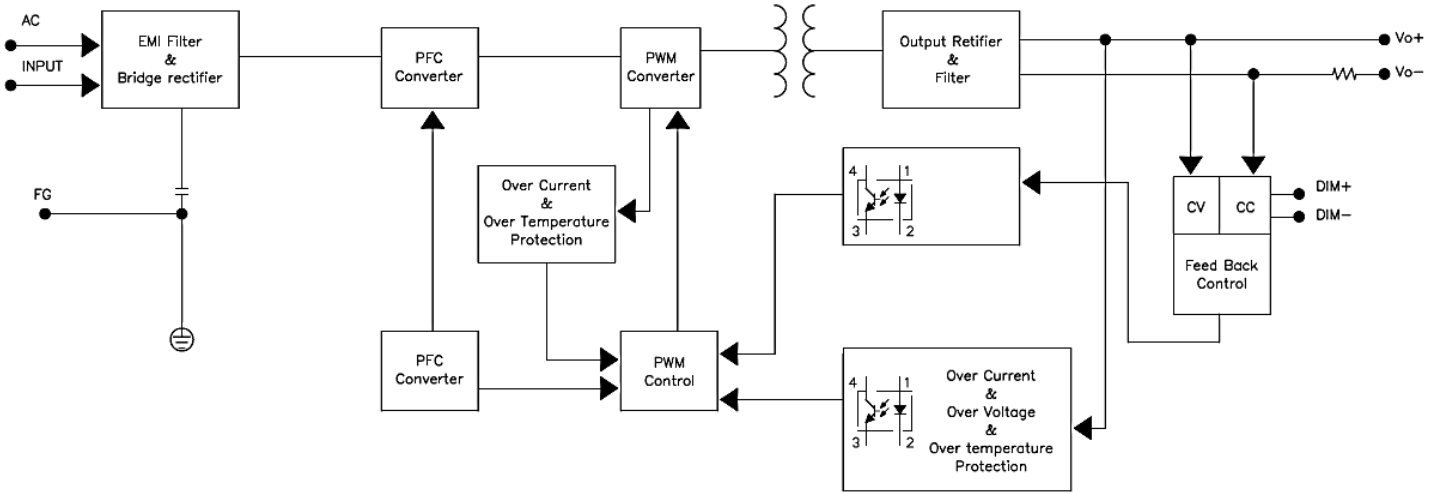 AC
INPUT
EMI Filter
&
Bridge rectifier
PFC
Converter
PWM
Converter
Output Retifier
&
Filter
Vo+
Vo-
FG
Over Current
&
Over Temperature
Protection
4
1
3
2
CV
CC
DIM+
DIM-
Feed Back
Control
PFC
Converter
PWM
Control
4
1
3
2
Over Current
&
Over Voltage
&
Over temperature
Protection